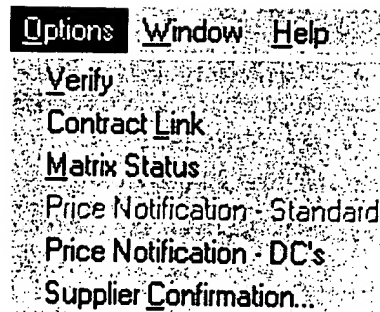 Options Window Help
Verify
Contract Link
Matrix Status
Price Notification - Standard
Price Notification - DC's
Supplier Confirmation...